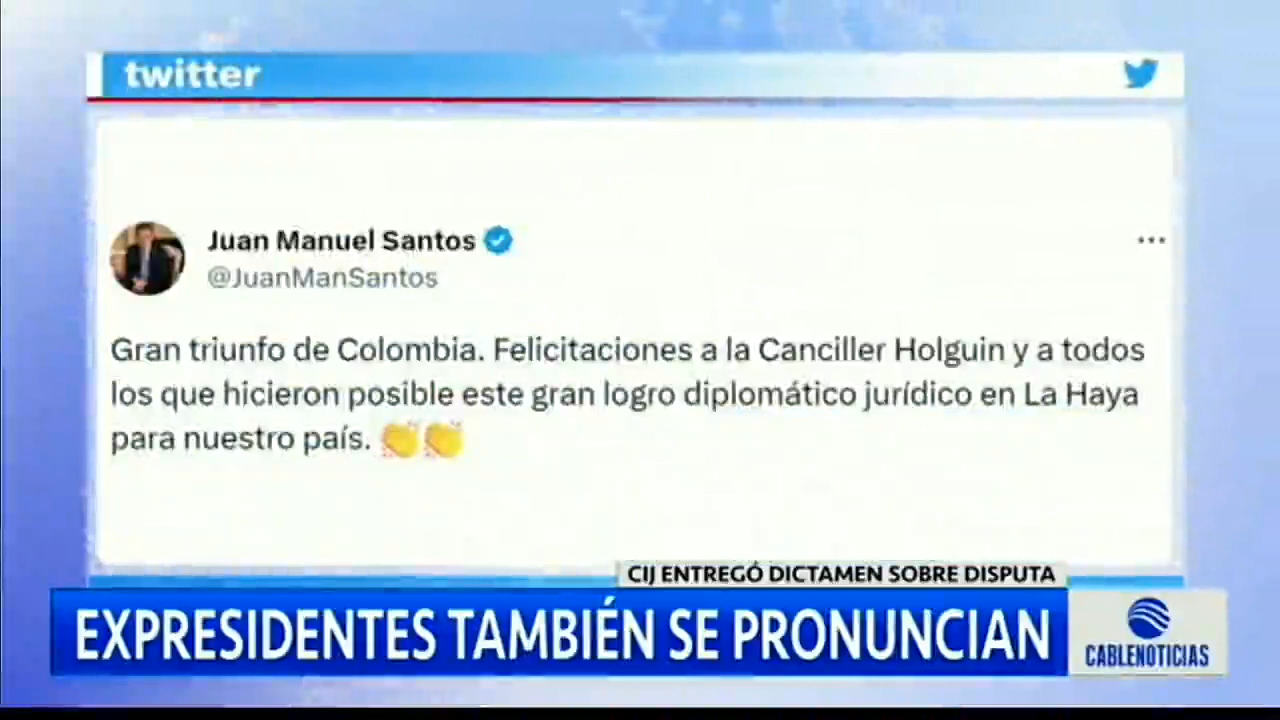 twitter
Juan Manuel Santos
@JuanManSantos
Gran triunfo de Colombia. Felicitaciones a la Canciller Holguin y a todos
los que hicieron posible este gran logro diplomático jurídico en La Haya
para nuestro país. 👏👏
CIJ ENTREGÓ DICTAMEN SOBRE DISPUTA
EXPRESIDENTES TAMBIÉN SE PRONUNCIAN
CABLENOTICIAS